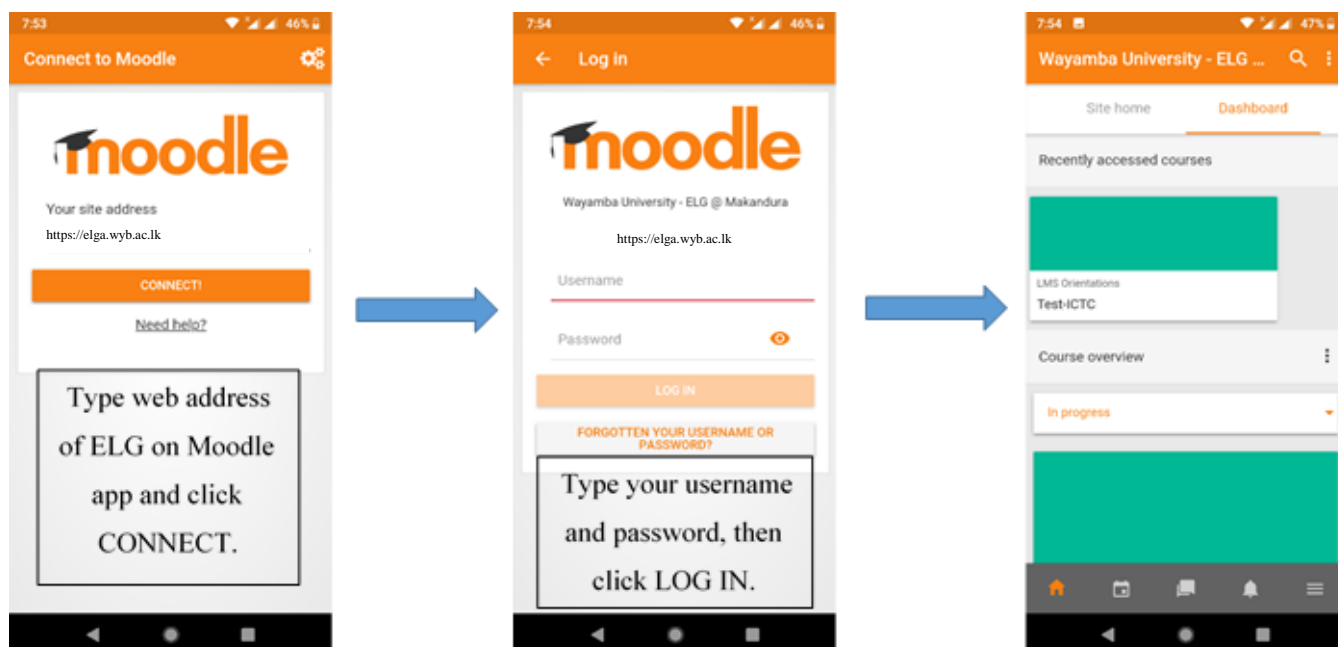 7:53
46%
Connect to Moodle
moodle
Your site address
https://elga.wyb.ac.lk
CONNECT!
Need help?
Type web address
of ELG on Moodle
app and click
CONNECT.
7:54
46%
Log in
moodle
Wayamba University - ELG @ Makandura
https://elga.wyb.ac.lk
Username
Password
LOG IN
FORGOTTEN YOUR USERNAME OR
PASSWORD?
Type your username
and password, then
click LOG IN.
7:54
47%
Wayamba University - ELG ...
Site home
Dashboard
Recently accessed courses
LMS Orientations
Test-ICTC
Course overview
In progress